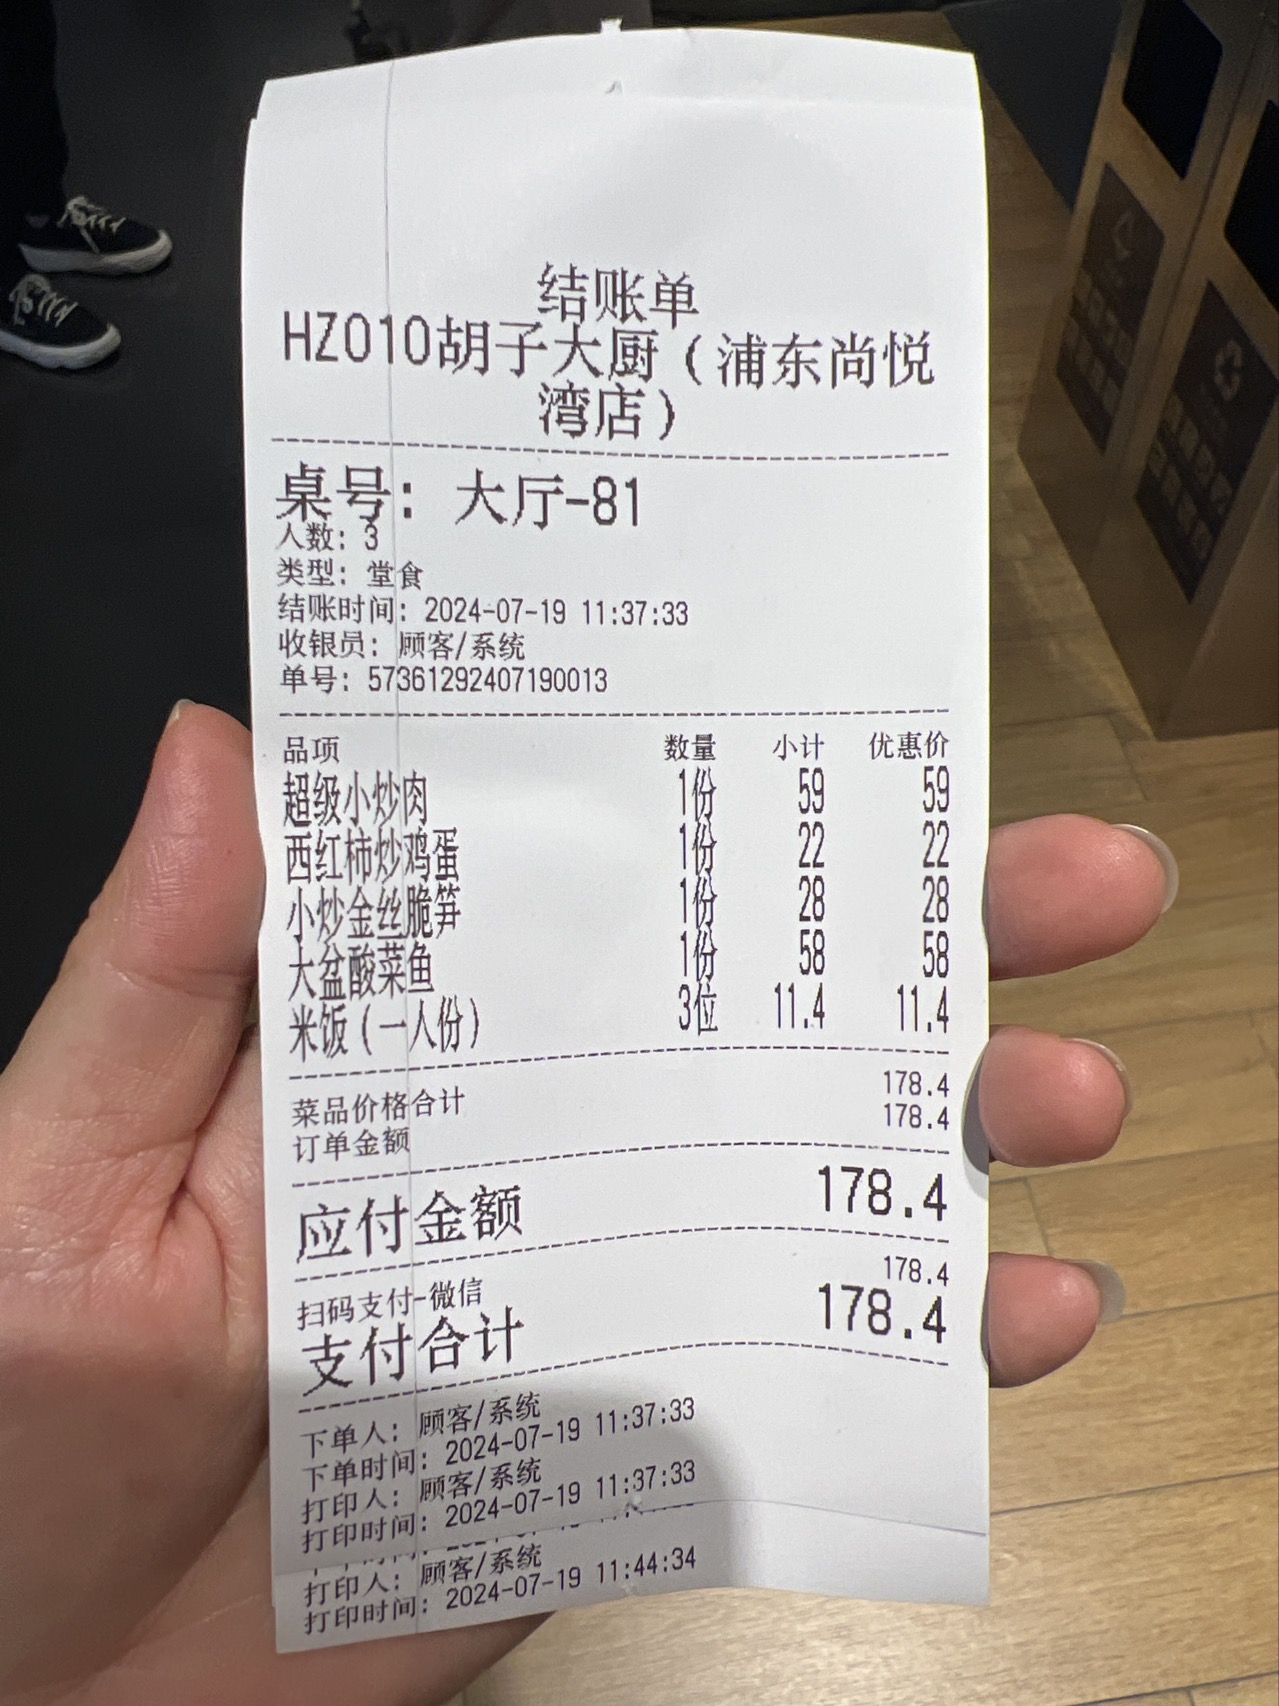 结账单
HZ010胡子大厨（浦东尚悦
湾店）
桌号： 大厅-81
人数：3
类型：堂食
结账时间：2024-07-19 11:37:33
收银员：顾客/系统
单号：57361292407190013
品项 数量 小计 优惠价
超级小炒肉 1份 59 59
西红柿炒鸡蛋 1份 22 22
小炒金丝脆笋 1份 28 28
大盆酸菜鱼 1份 58 58
米饭（一人份） 3位 11.4 11.4
菜品价格合计 178.4
订单金额 178.4
应付金额 178.4
扫码支付-微信 178.4
支付合计 178.4
下单人：顾客/系统
下单时间：2024-07-19 11:37:33
打印人：顾客/系统
打印时间：2024-07-19 11:37:33
打印人：顾客/系统
打印时间：2024-07-19 11:44:34